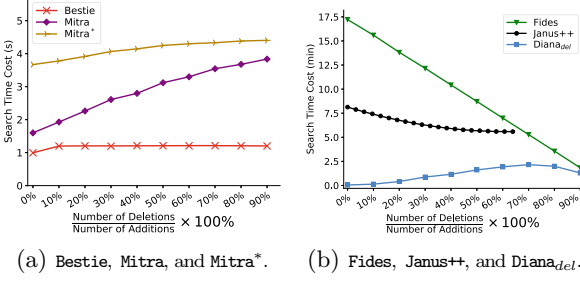 Bestie
Mitra
Mitra*
Search Time Cost (s)
5
4
3
2
1
0
0% 10% 20% 30% 40% 50% 60% 70% 80% 90%
Number of Deletions
Number of Additions × 100%
(a) Bestie, Mitra, and Mitra*.
Fides
Janus++
Diana_del
Search Time Cost (min)
17.5
15.0
12.5
10.0
7.5
5.0
2.5
0.0
0% 10% 20% 30% 40% 50% 60% 70% 80% 90%
Number of Deletions
Number of Additions × 100%
(b) Fides, Janus++, and Diana_del.